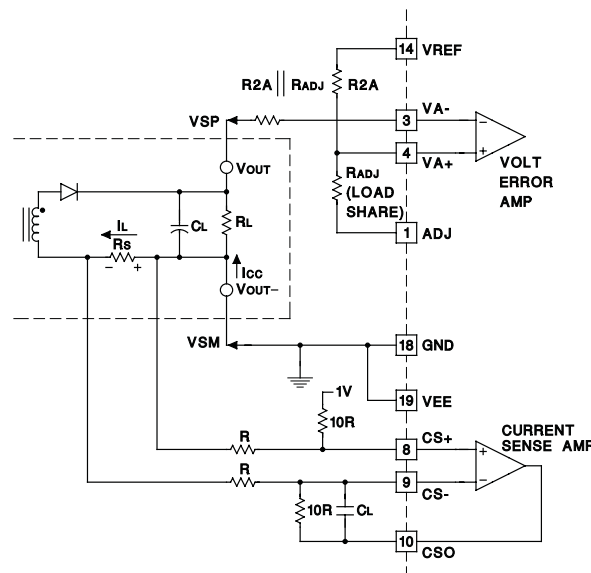 14 VREF
R2A || RADJ R2A
VSP
3 VA-
−
VOUT
4 VA+
+
VOLT
ERROR
AMP
RADJ
(LOAD
SHARE)
IL
RS
− +
CL
RL
1 ADJ
ICC
VOUT−
VSM
18 GND
1V
19 VEE
10R
CURRENT
SENSE AMP
R
8 CS+
+
R
9
CS-
−
10R CL
10
CSO